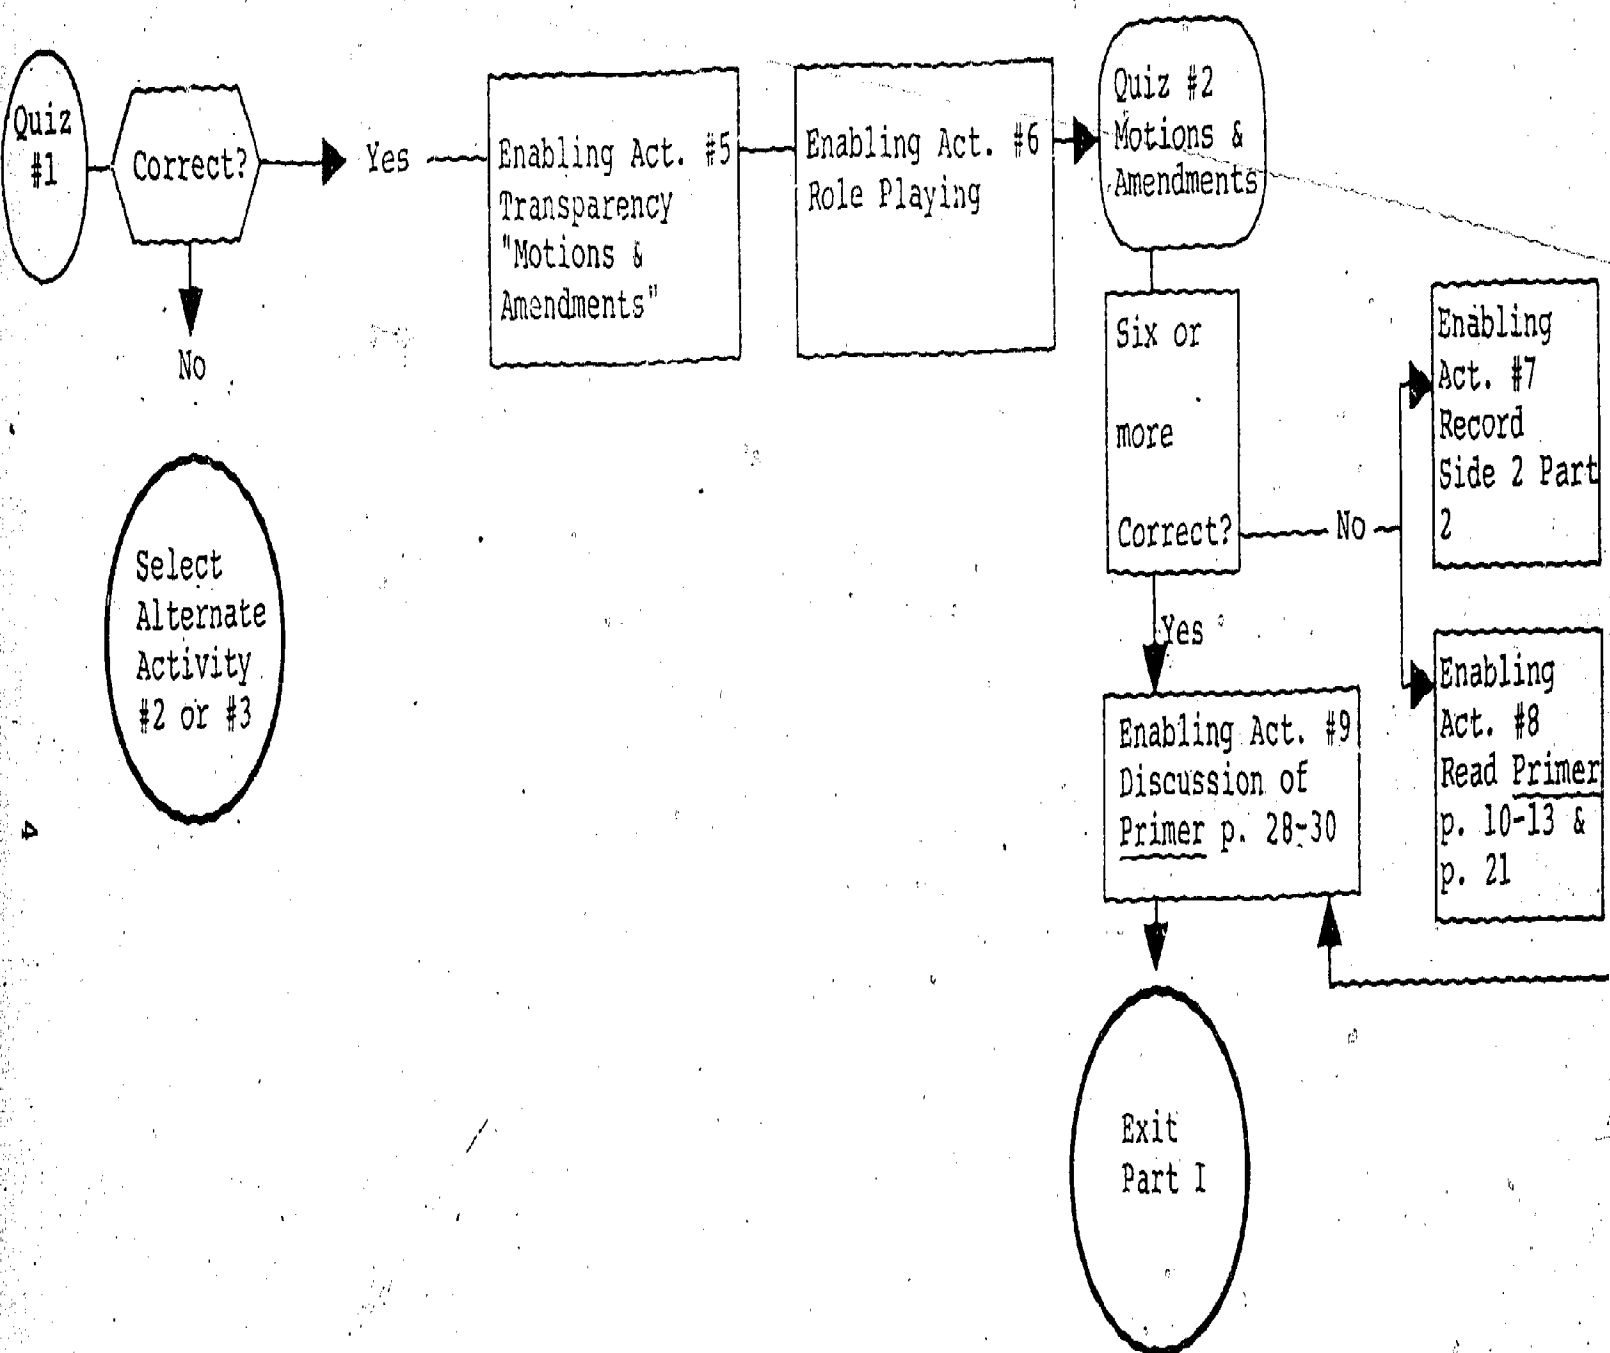 Quiz
#1
Correct?
Yes
No
Select
Alternate
Activity
#2 or #3
Enabling Act. #5
Transparency
"Motions &
Amendments"
Enabling Act. #6
Role Playing
Quiz #2
Motions &
Amendments
Six or
more
Correct?
No
Yes
Enabling
Act. #7
Record
Side 2 Part
2
Enabling
Act. #8
Read Primer
p. 10-13 &
p. 21
Enabling Act. #9
Discussion of
Primer p. 28-30
Exit
Part I
4